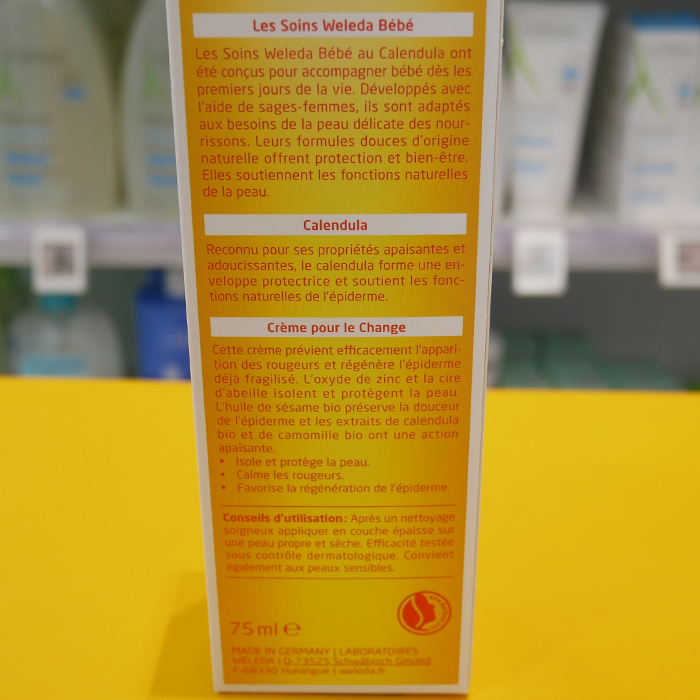 Les Soins Weleda Bébé
Les Soins Weleda Bébé au Calendula ont
été conçus pour accompagner bébé dès les
premiers jours de la vie. Développés avec
l'aide de sages-femmes, ils sont adaptés
aux besoins de la peau délicate des nour-
rissons. Leurs formules douces d'origine
naturelle offrent protection et bien-être.
Elles soutiennent les fonctions naturelles
de la peau.
Calendula
Reconnu pour ses propriétés apaisantes et
adoucissantes, le calendula forme une en-
veloppe protectrice et soutient les fonc-
tions naturelles de l'épiderme.
Crème pour le Change
Cette crème prévient efficacement l'appari-
tion des rougeurs et régénère l'épiderme
déjà fragilisé. L'oxyde de zinc et la cire
d'abeille isolent et protègent la peau.
L'huile de sésame bio préserve la douceur
de l'épiderme et les extraits de calendula
bio et de camomille bio ont une action
apaisante.
• Isole et protège la peau.
• Calme les rougeurs.
• Favorise la régénération de l'épiderme.
Conseils d'utilisation: Après un nettoyage
soigneux appliquer en couche épaisse sur
une peau propre et sèche. Efficacité testée
sous contrôle dermatologique. Convient
également aux peaux sensibles.
75 ml e
MADE IN GERMANY | LABORATOIRES
WELEDA | D-73525 Schwäbisch Gmünd
F-68330 Huningue | weleda.fr